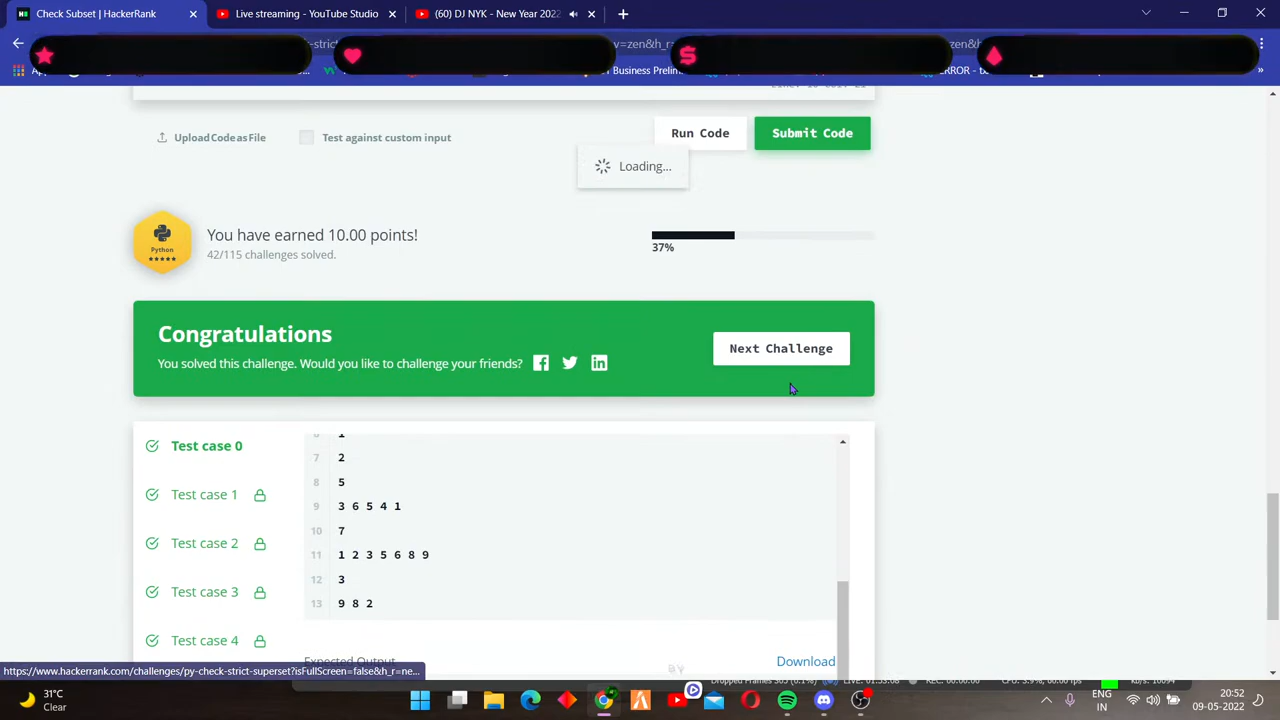 Check Subset | HackerRank
Live streaming - YouTube Studio
(60) DJ NYK - New Year 2022
Business Prelim
ERROR
Upload Code as File
Test against custom input
Run Code
Submit Code
Loading...
Python
You have earned 10.00 points!
42/115 challenges solved.
37%
Congratulations
You solved this challenge. Would you like to challenge your friends?
Next Challenge
Test case 0
Test case 1
Test case 2
Test case 3
Test case 4
7 2
8 5
9 3 6 5 4 1
10 7
11 1 2 3 5 6 8 9
12 3
13 9 8 2
Expected Output
Download
https://www.hackerrank.com/challenges/py-check-strict-superset?isFullScreen=false&h_r=ne...
31°C
Clear
ENG
IN
20:52
09-05-2022